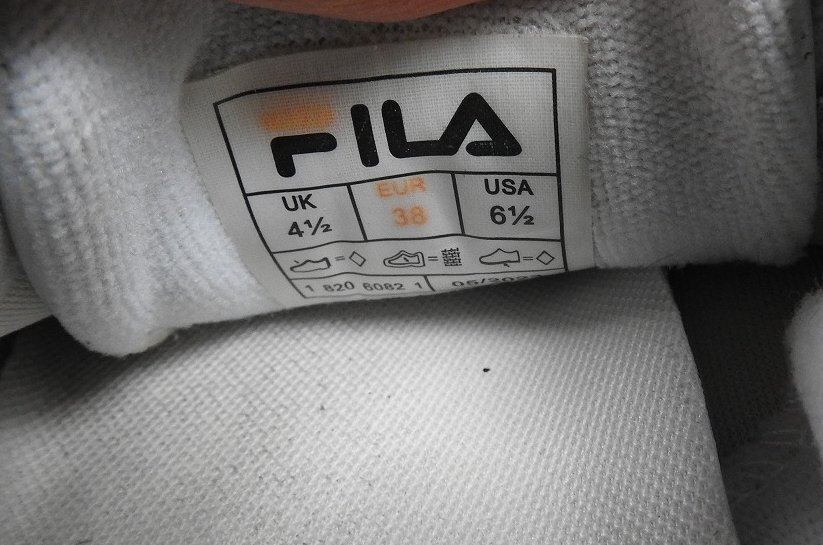 FILA
UK EUR USA
4½ 38 6½
= = =
1 820 6082 1